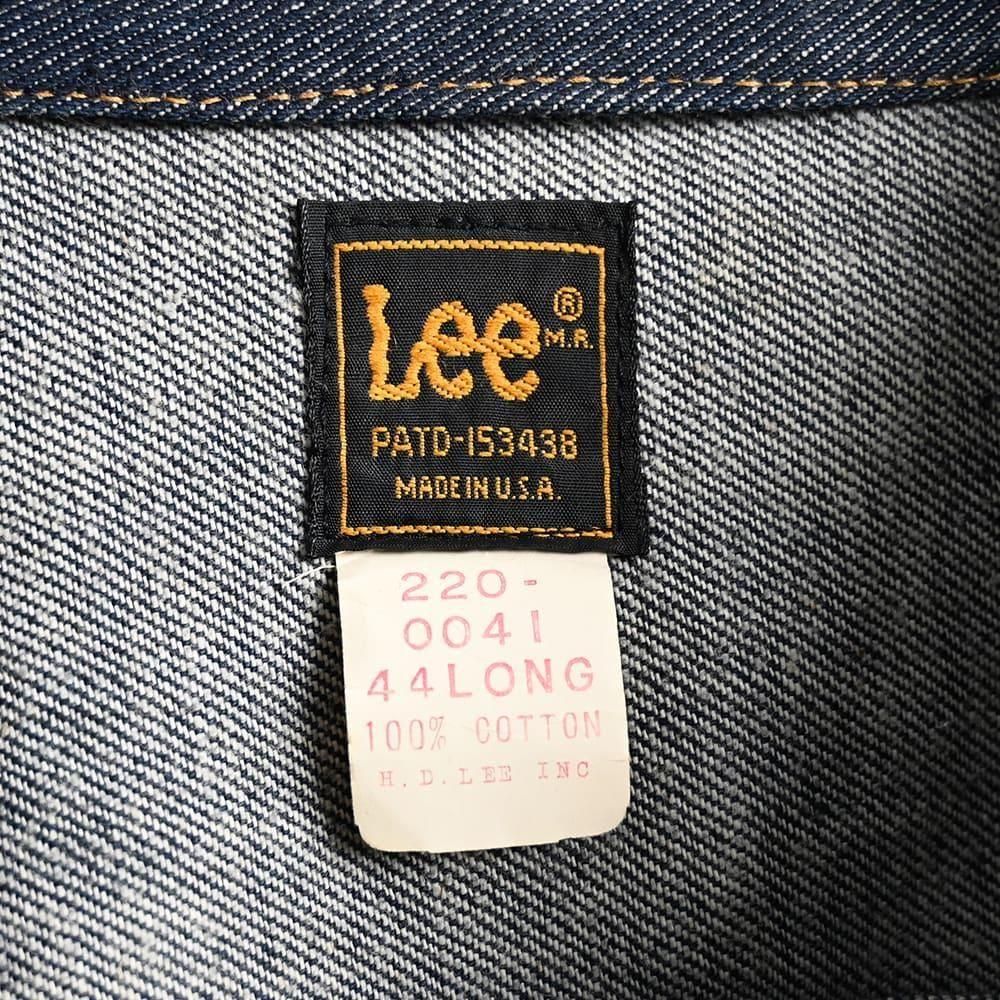 Lee ®
M.R.
PATD-153438
MADE IN U.S.A.
220-
0041
44LONG
100% COTTON
H.D.LEE INC